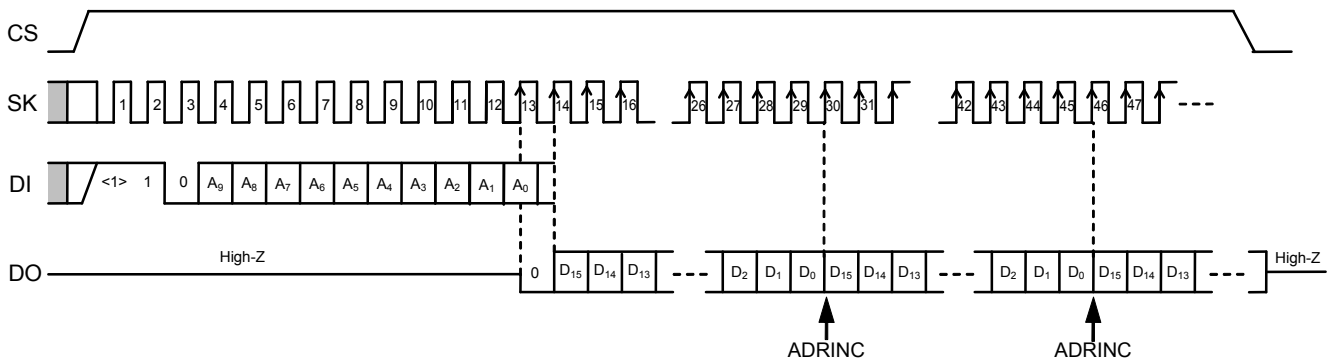 CS
SK 1 2 3 4 5 6 7 8 9 10 11 12 13 14 15 16 26 27 28 29 30 31 42 43 44 45 46 47
DI <1> 1 0 A₉ A₈ A₇ A₆ A₅ A₄ A₃ A₂ A₁ A₀
DO High-Z 0 D₁₅ D₁₄ D₁₃ D₂ D₁ D₀ D₁₅ D₁₄ D₁₃ D₂ D₁ D₀ D₁₅ D₁₄ D₁₃ High-Z
ADRINC ADRINC